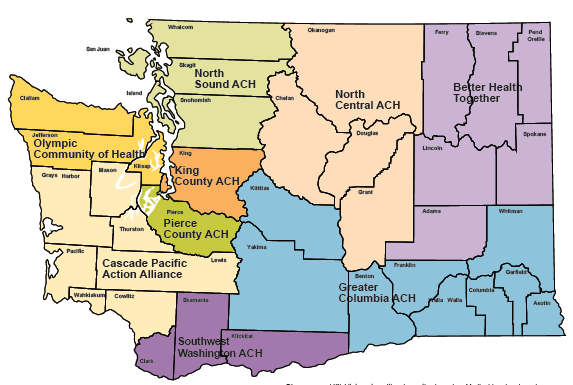 Whalcom
Okanogan
Ferry
Stevens
Pend
Oreille
San Juan
Skagit
North
Sound ACH
Island
Snohomish
Clallam
Chelan
North
Central ACH
Better Health
Together
Jefferson
Olympic
Community of Health
Douglas
Spokane
Lincoln
King
King
County ACH
Kitsap
Mason
Grays Harbor
Kittitas
Grant
Pierce
Pierce
County ACH
Adams
Whitman
Thurston
Pacific
Lewis
Yakima
Cascade Pacific
Action Alliance
Franklin
Benton
Greater
Columbia ACH
Garfield
Walla Walla
Columbia
Asotin
Wahkiakum
Cowlitz
Skamania
Klickitat
Southwest
Washington ACH
Clark